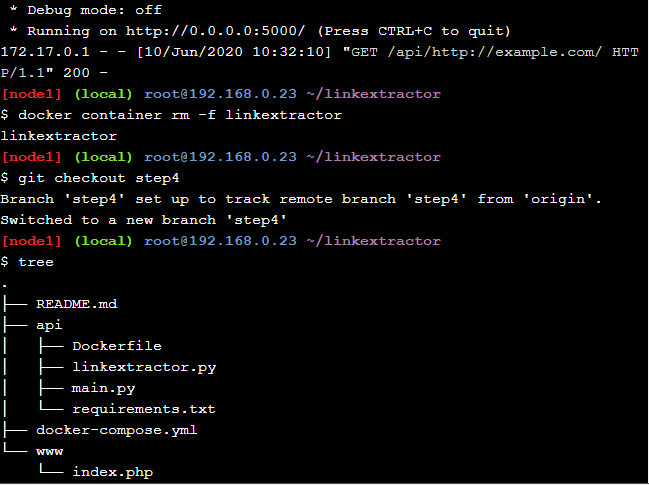 * Debug mode: off
* Running on http://0.0.0.0:5000/ (Press CTRL+C to quit)
172.17.0.1 - - [10/Jun/2020 10:32:10] "GET /api/http://example.com/ HTT
P/1.1" 200 -
[node1] (local) root@192.168.0.23 ~/linkextractor
$ docker container rm -f linkextractor
linkextractor
[node1] (local) root@192.168.0.23 ~/linkextractor
$ git checkout step4
Branch 'step4' set up to track remote branch 'step4' from 'origin'.
Switched to a new branch 'step4'
[node1] (local) root@192.168.0.23 ~/linkextractor
$ tree
.
├── README.md
├── api
│   ├── Dockerfile
│   ├── linkextractor.py
│   ├── main.py
│   └── requirements.txt
├── docker-compose.yml
└── www
    └── index.php